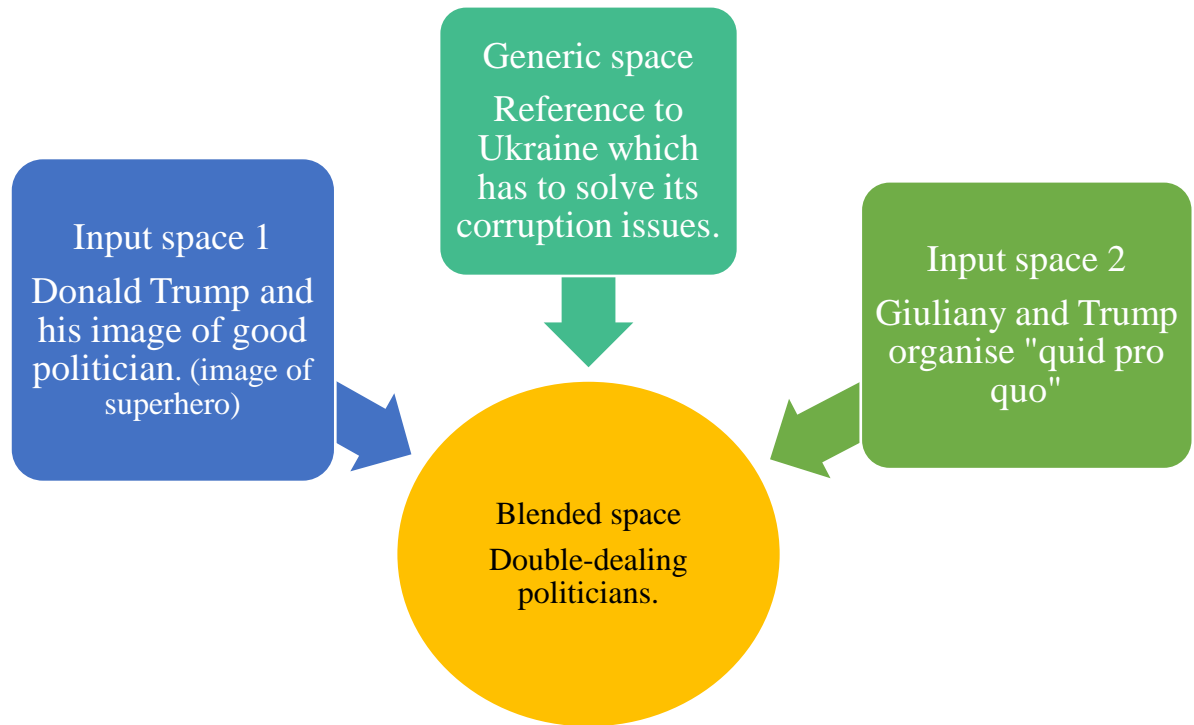 Generic space
Reference to
Ukraine which
has to solve its
corruption issues.
Input space 1
Donald Trump and
his image of good
politician. (image of
superhero)
Input space 2
Giuliany and Trump
organise "quid pro
quo"
Blended space
Double-dealing
politicians.